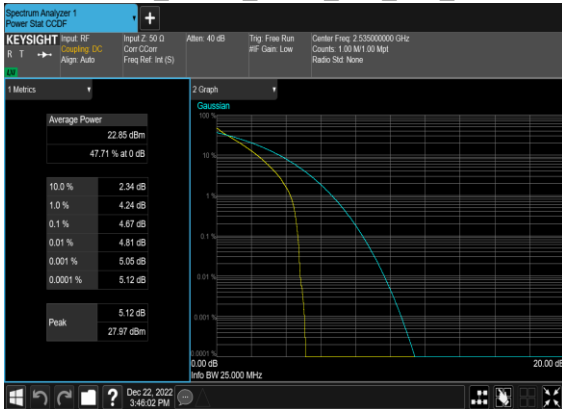 Spectrum Analyzer 1
Power Stat CCDF
KEYSIGHT
R T
LXI
Input: RF
Coupling: DC
Align: Auto
Input Z: 50 Ω
Corr CCorr
Freq Ref: Int (S)
Atten: 40 dB
Trig: Free Run
#IF Gain: Low
Center Freq: 2.535000000 GHz
Counts: 1.00 M/1.00 Mpt
Radio Std: None
1 Metrics
Average Power
22.85 dBm
47.71 % at 0 dB
10.0 % 2.34 dB
1.0 % 4.24 dB
0.1 % 4.67 dB
0.01 % 4.81 dB
0.001 % 5.05 dB
0.0001 % 5.12 dB
Peak
5.12 dB
27.97 dBm
2 Graph
Gaussian
100 %
10 %
1 %
0.1 %
0.01 %
0.001 %
0.0001 %
0.00 dB
20.00 dB
Info BW 25.000 MHz
Dec 22, 2022
3:46:02 PM